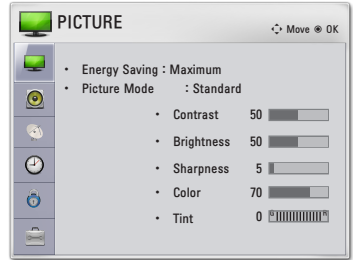 PICTURE
Move OK
• Energy Saving : Maximum
• Picture Mode : Standard
• Contrast 50
• Brightness 50
• Sharpness 5
• Color 70
• Tint 0 G R